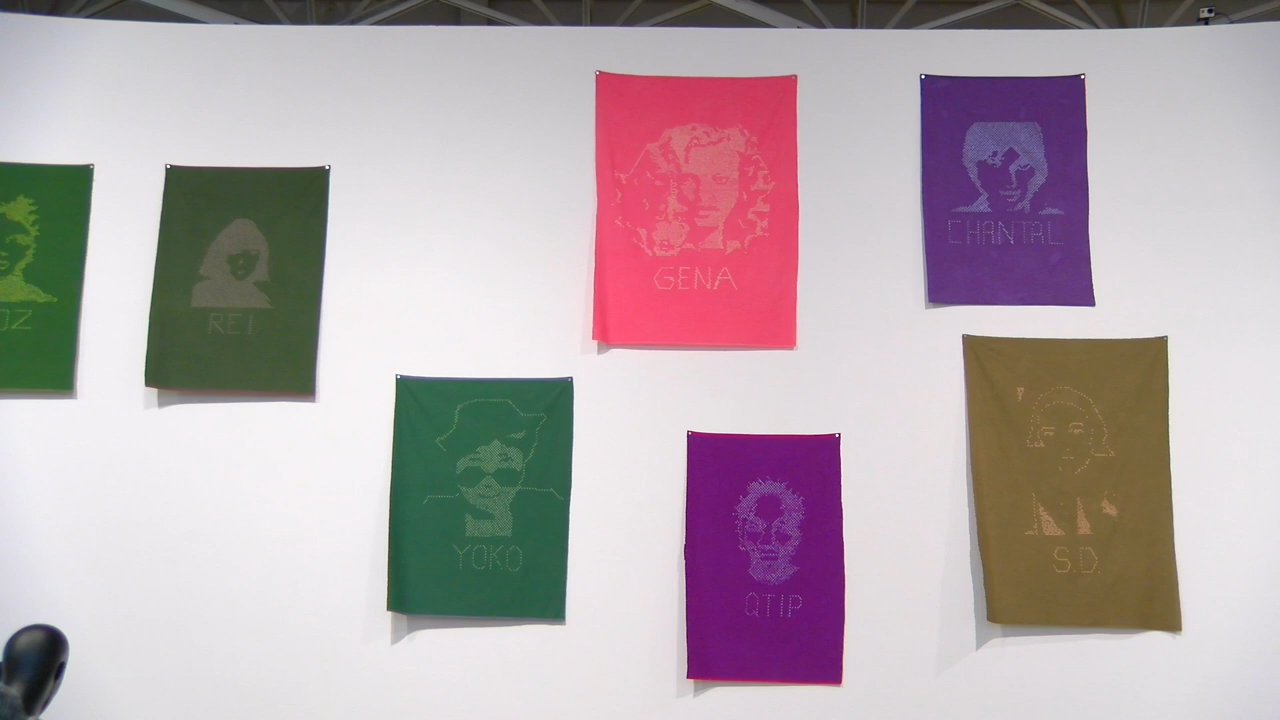 REI
GENA
CHANTAL
YOKO
QTIP
S.D.